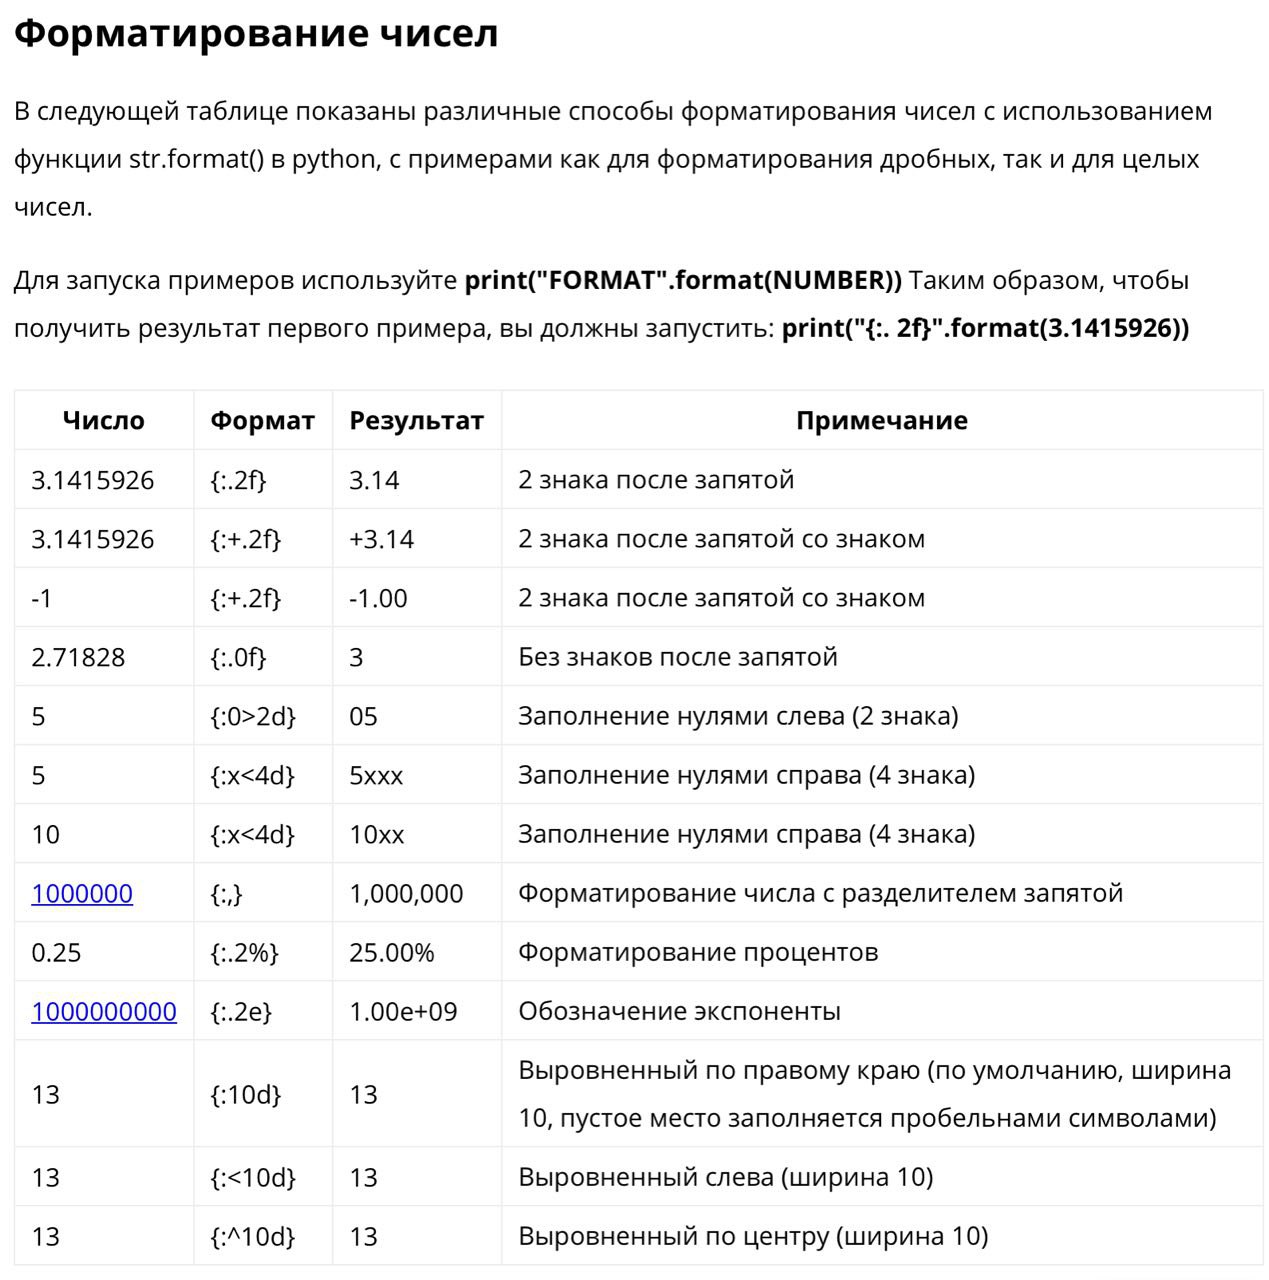 Форматирование чисел
В следующей таблице показаны различные способы форматирования чисел с использованием
функции str.format() в python, с примерами как для форматирования дробных, так и для целых
чисел.
Для запуска примеров используйте print("FORMAT".format(NUMBER)) Таким образом, чтобы
получить результат первого примера, вы должны запустить: print("{:. 2f}".format(3.1415926))
Число Формат Результат Примечание
3.1415926 {:.2f} 3.14 2 знака после запятой
3.1415926 {:+.2f} +3.14 2 знака после запятой со знаком
-1 {:+.2f} -1.00 2 знака после запятой со знаком
2.71828 {:.0f} 3 Без знаков после запятой
5 {:0>2d} 05 Заполнение нулями слева (2 знака)
5 {:x<4d} 5xxx Заполнение нулями справа (4 знака)
10 {:x<4d} 10xx Заполнение нулями справа (4 знака)
1000000 {:,} 1,000,000 Форматирование числа с разделителем запятой
0.25 {:.2%} 25.00% Форматирование процентов
1000000000 {:.2e} 1.00e+09 Обозначение экспоненты
13 {:10d} 13 Выровненный по правому краю (по умолчанию, ширина
10, пустое место заполняется пробельнами символами)
13 {:<10d} 13 Выровненный слева (ширина 10)
13 {:^10d} 13 Выровненный по центру (ширина 10)